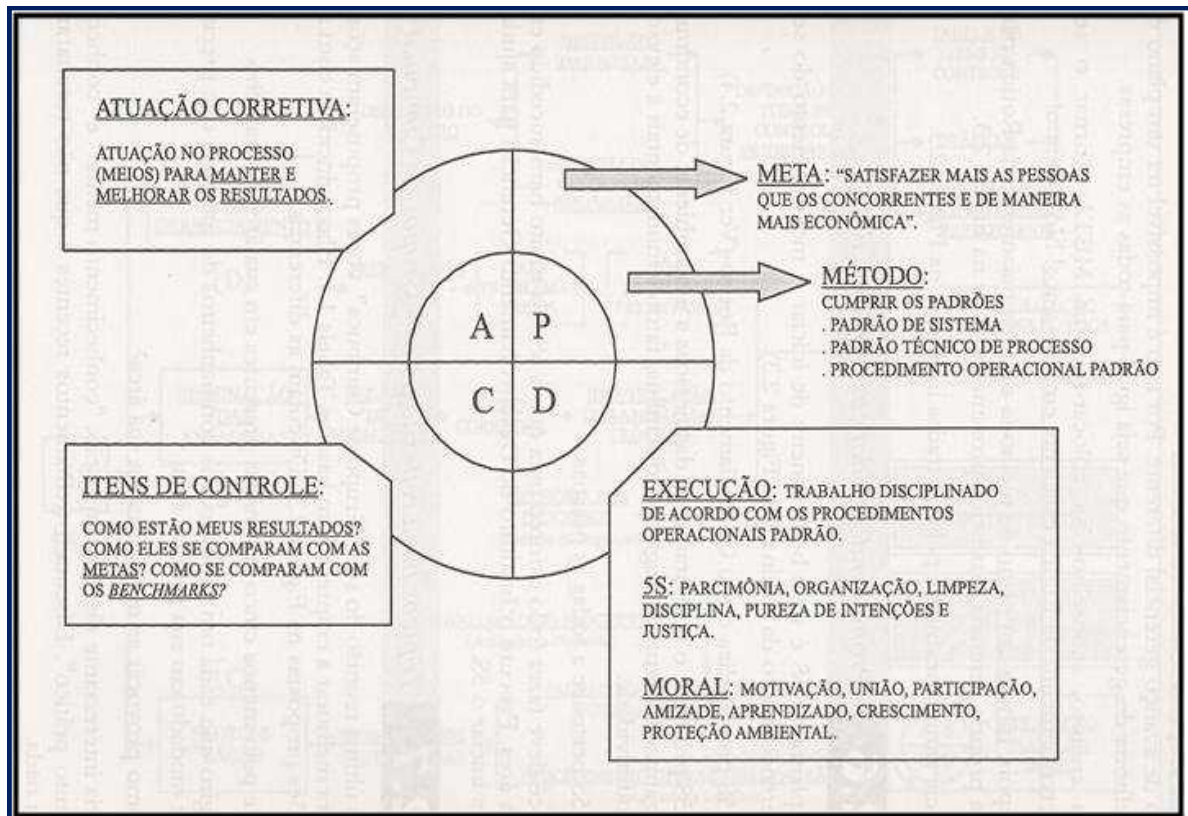 ATUAÇÃO CORRETIVA:
ATUAÇÃO NO PROCESSO
(MEIOS) PARA MANTER E
MELHORAR OS RESULTADOS.
META: “SATISFAZER MAIS AS PESSOAS
QUE OS CONCORRENTES E DE MANEIRA
MAIS ECONÔMICA”.
MÉTODO:
CUMPRIR OS PADRÕES
. PADRÃO DE SISTEMA
. PADRÃO TÉCNICO DE PROCESSO
. PROCEDIMENTO OPERACIONAL PADRÃO
A P
C D
ITENS DE CONTROLE:
COMO ESTÃO MEUS RESULTADOS?
COMO ELES SE COMPARAM COM AS
METAS? COMO SE COMPARAM COM
OS BENCHMARKS?
EXECUÇÃO: TRABALHO DISCIPLINADO
DE ACORDO COM OS PROCEDIMENTOS
OPERACIONAIS PADRÃO.
5S: PARCIMÔNIA, ORGANIZAÇÃO, LIMPEZA,
DISCIPLINA, PUREZA DE INTENÇÕES E
JUSTIÇA.
MORAL: MOTIVAÇÃO, UNIÃO, PARTICIPAÇÃO,
AMIZADE, APRENDIZADO, CRESCIMENTO,
PROTEÇÃO AMBIENTAL.